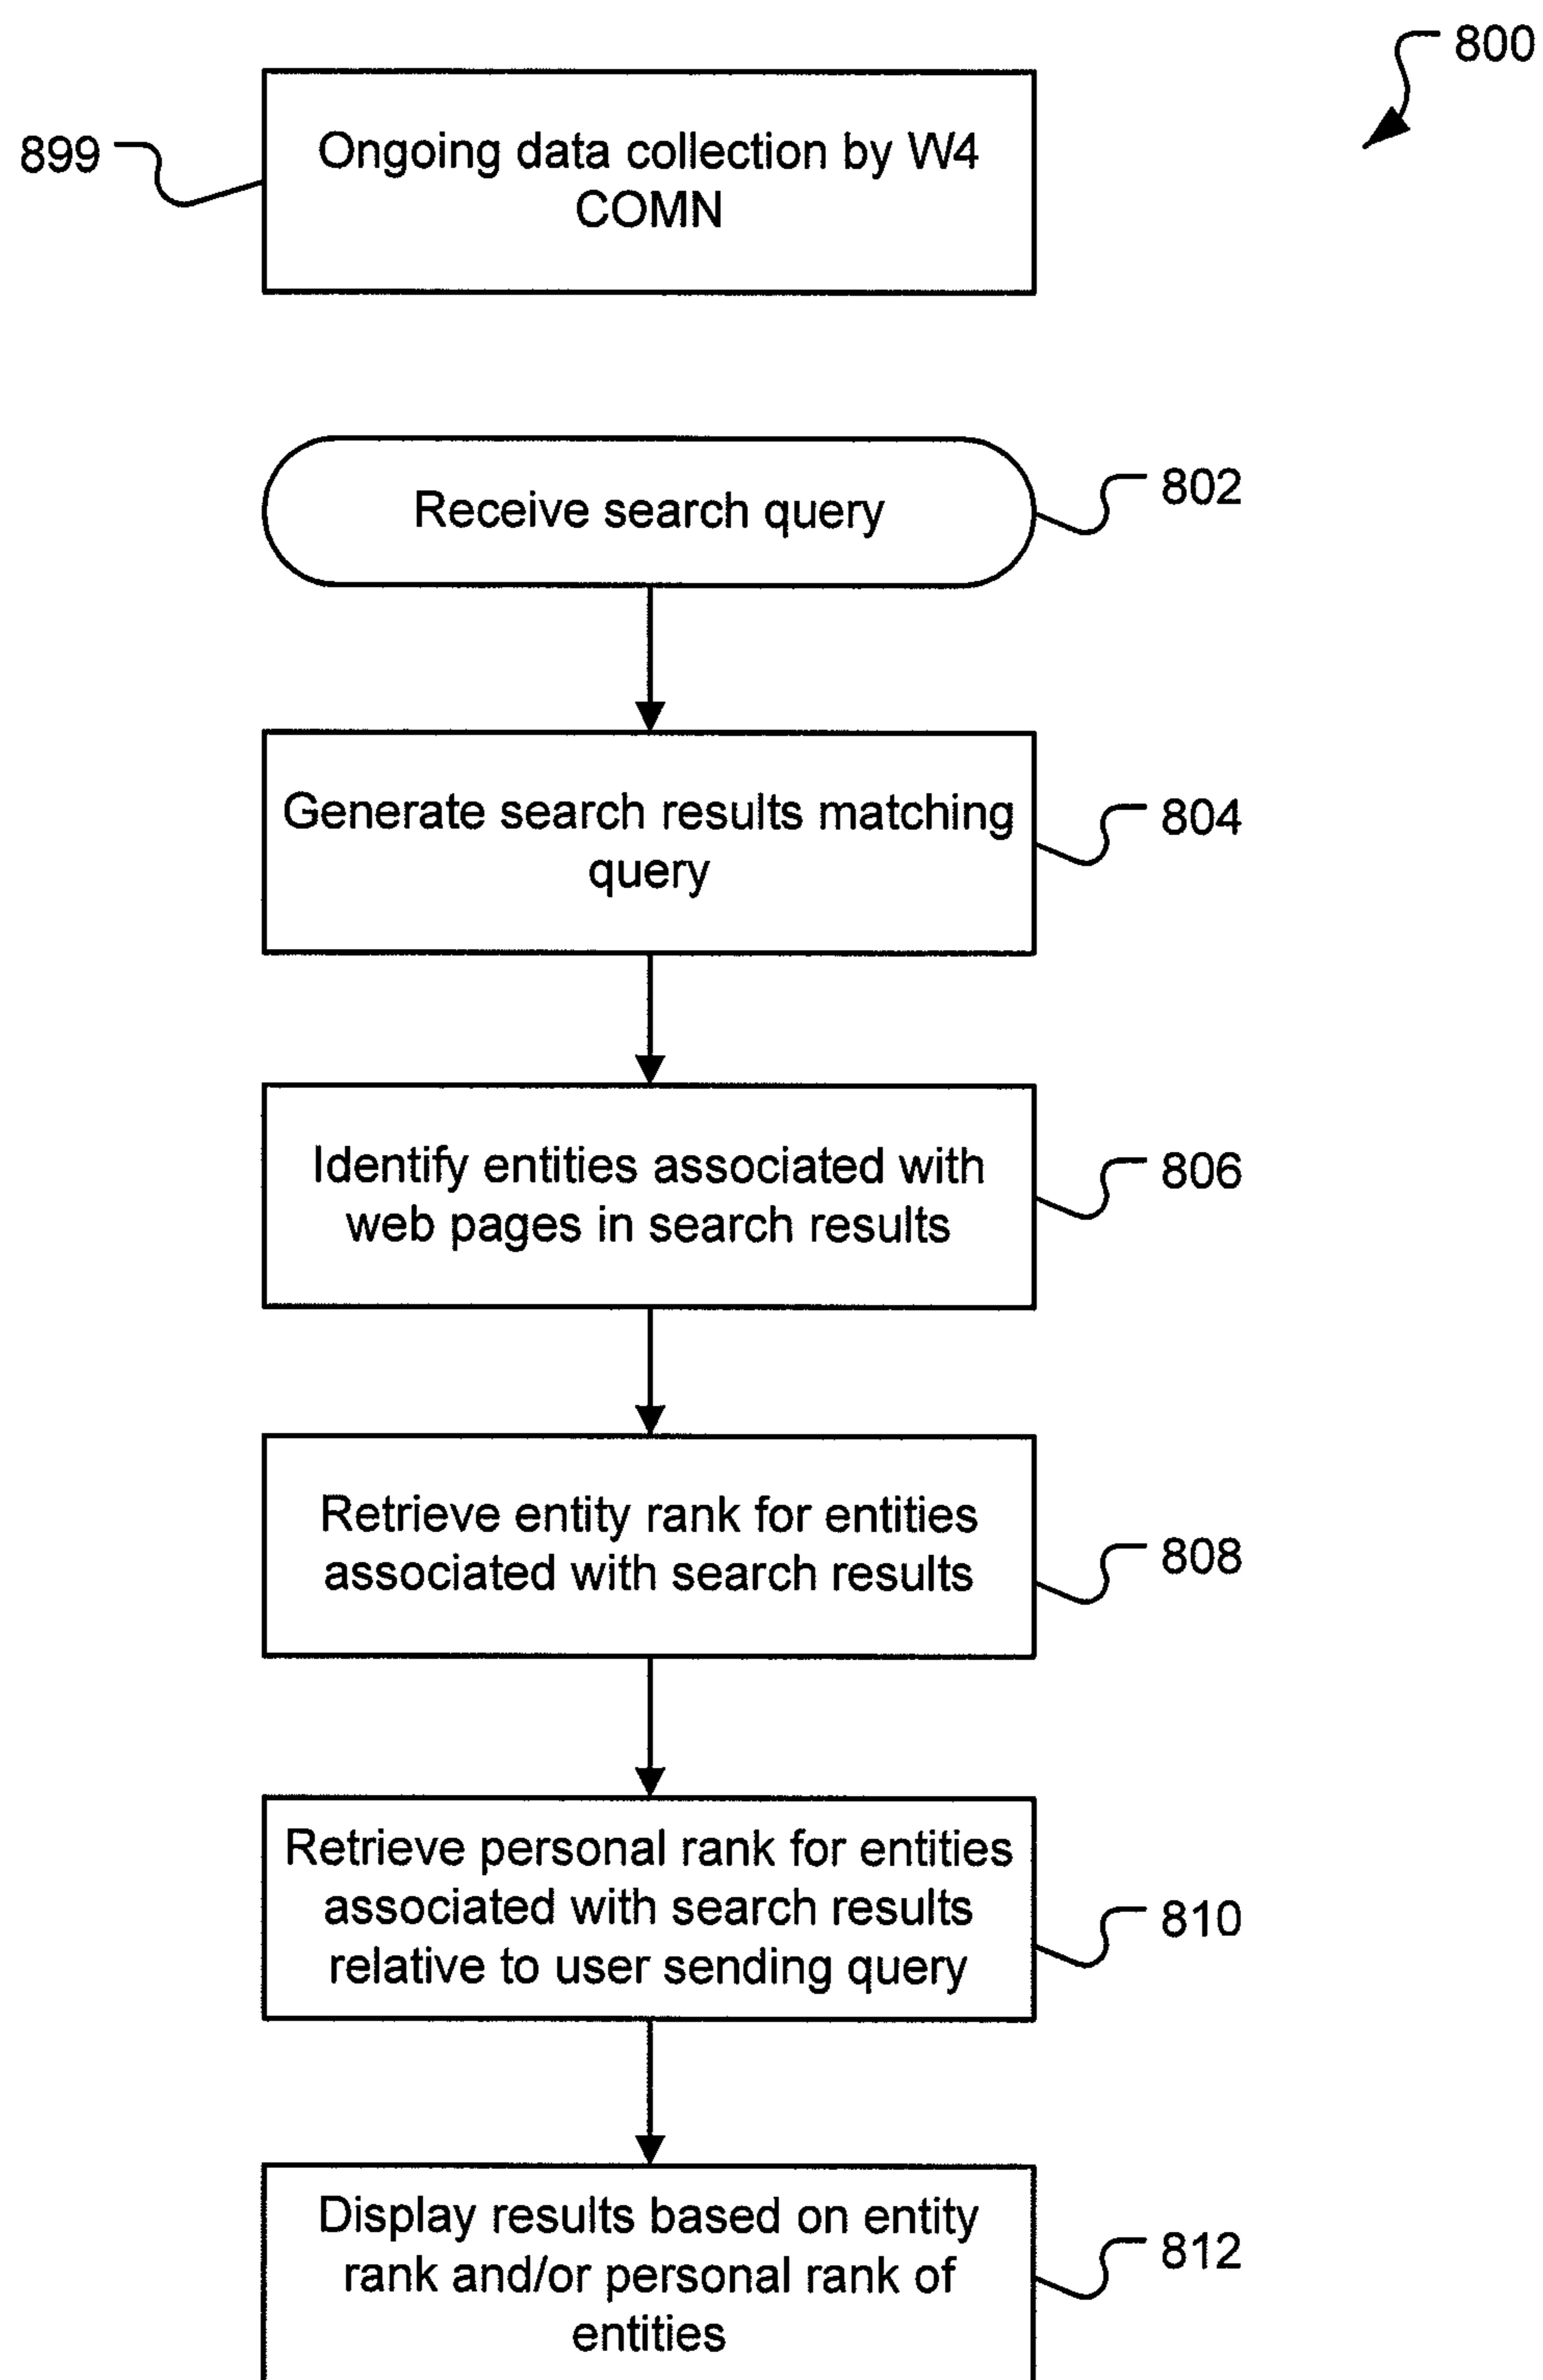 800
899
Ongoing data collection by W4
COMN
Receive search query
802
Generate search results matching
query
804
Identify entities associated with
web pages in search results
806
Retrieve entity rank for entities
associated with search results
808
Retrieve personal rank for entities
associated with search results
relative to user sending query
810
Display results based on entity
rank and/or personal rank of
entities
812